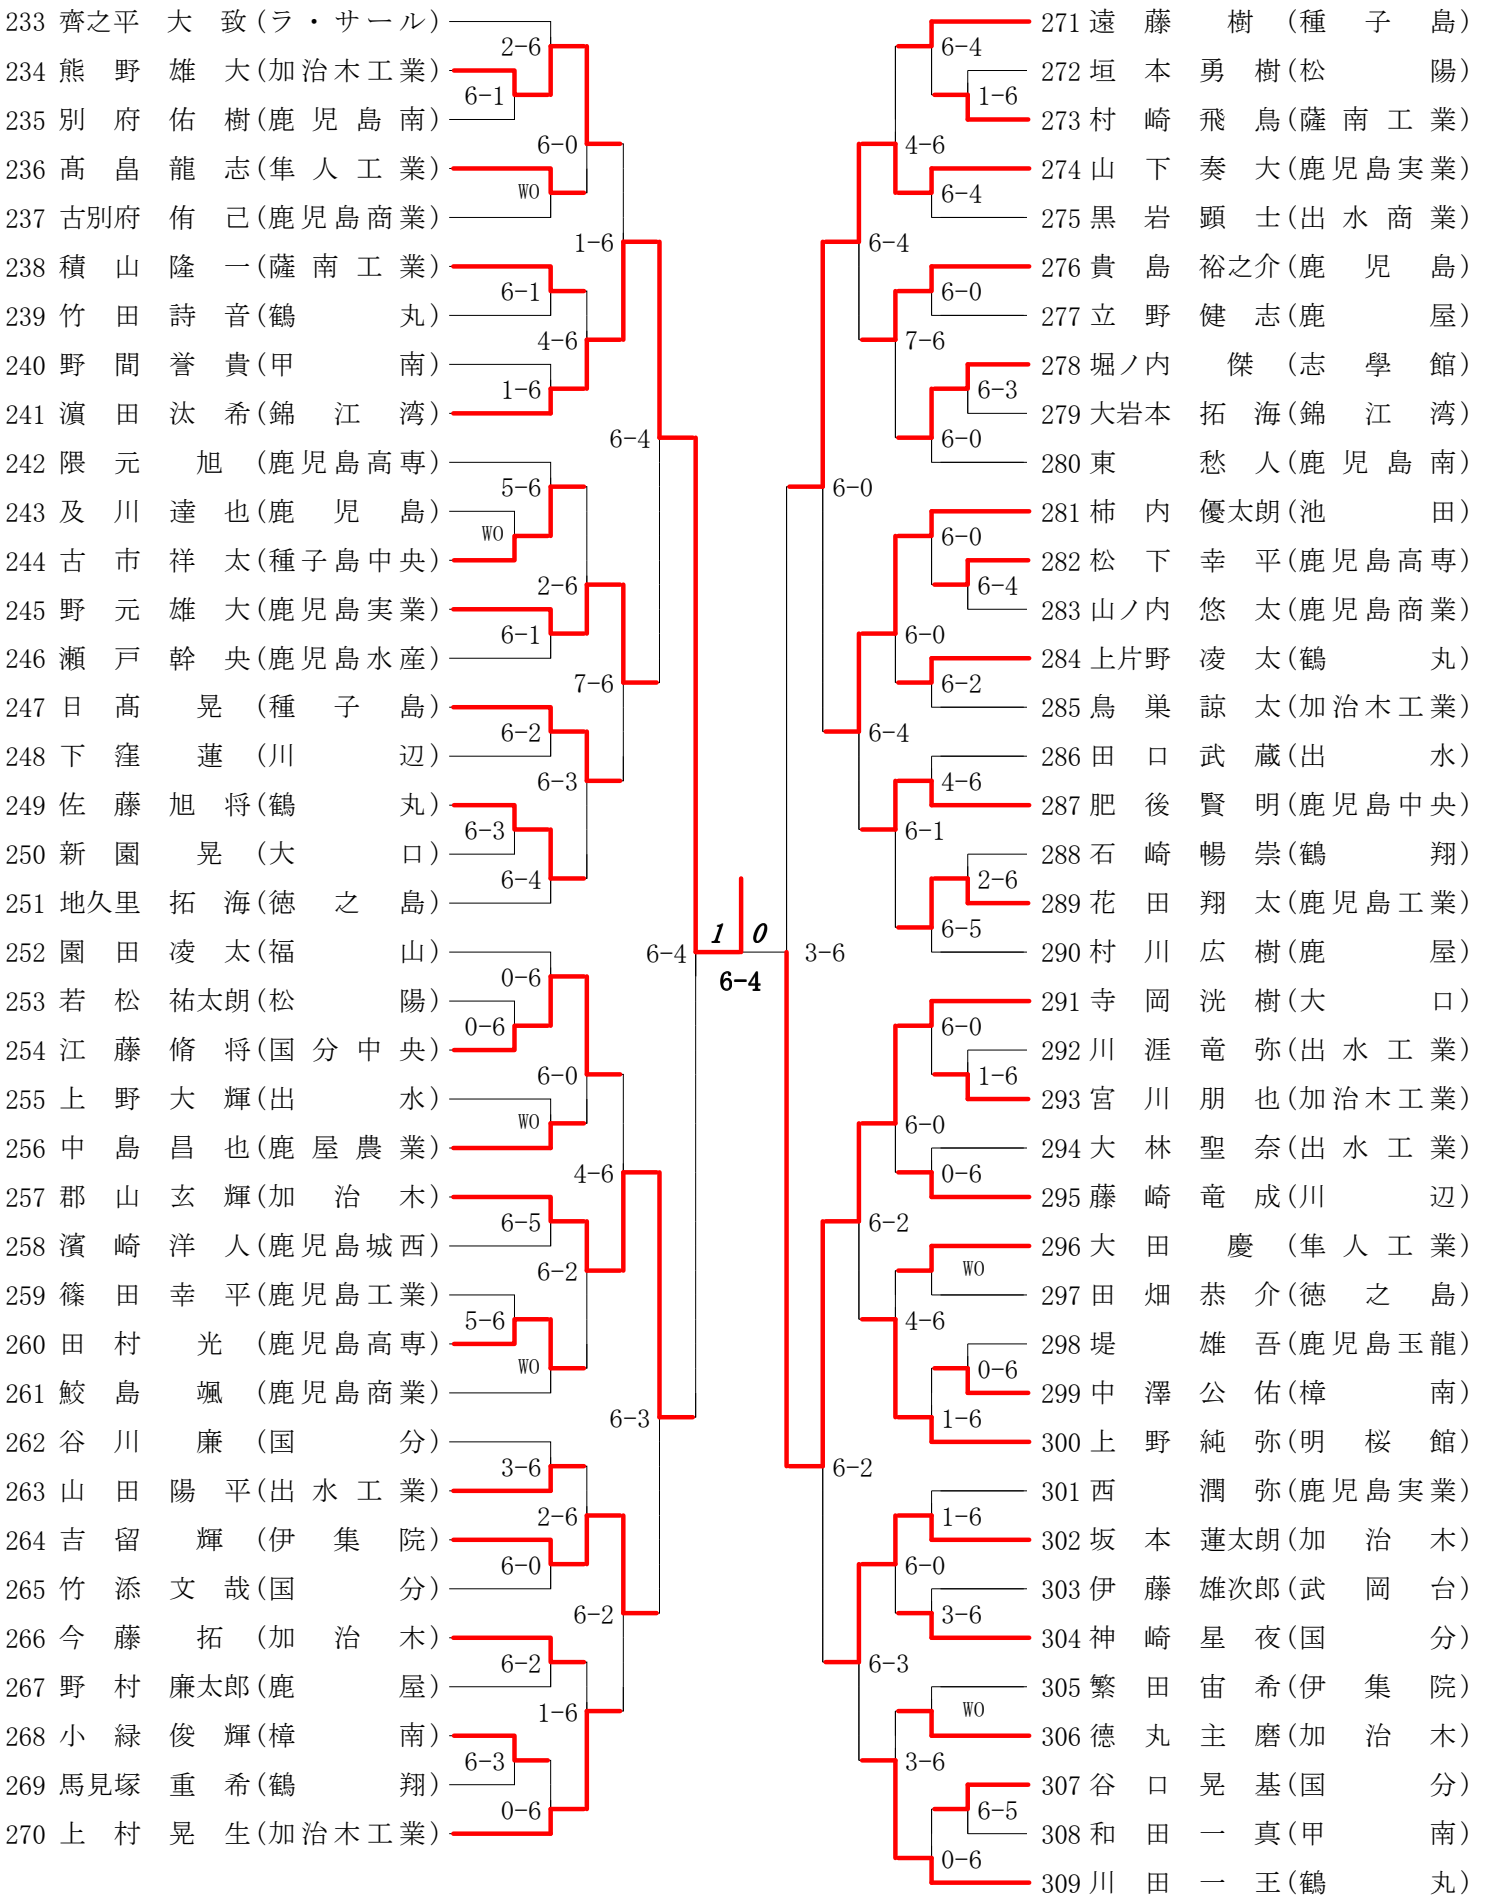 233 齊之平 大 致(ラ・サール)
234 熊 野 雄 大(加治木工業)
235 別 府 佑 樹(鹿児島南)
236 髙 畠 龍 志(隼人工業)
237 古別府 侑 己(鹿児島商業)
238 積 山 隆 一(薩南工業)
239 竹 田 詩 音(鶴 丸)
240 野 間 誉 貴(甲 南)
241 濵 田 汰 希(錦江湾)
242 隈 元 旭 (鹿児島高専)
243 及 川 達 也(鹿児島)
244 古 市 祥 太(種子島中央)
245 野 元 雄 大(鹿児島実業)
246 瀬 戸 幹 央(鹿児島水産)
247 日 髙 晃 (種子島)
248 下 窪 蓮 (川 辺)
249 佐 藤 旭 将(鶴 丸)
250 新 園 晃 (大 口)
251 地久里 拓 海(徳之島)
252 園 田 凌 太(福 山)
253 若 松 祐太朗(松 陽)
254 江 藤 脩 将(国分中央)
255 上 野 大 輝(出 水)
256 中 島 昌 也(鹿屋農業)
257 郡 山 玄 輝(加治木)
258 濱 崎 洋 人(鹿児島城西)
259 篠 田 幸 平(鹿児島工業)
260 田 村 光 (鹿児島高専)
261 鮫 島 颯 (鹿児島商業)
262 谷 川 廉 (国 分)
263 山 田 陽 平(出水工業)
264 吉 留 輝 (伊集院)
265 竹 添 文 哉(国 分)
266 今 藤 拓 (加治木)
267 野 村 廉太郎(鹿 屋)
268 小 緑 俊 輝(樟 南)
269 馬見塚 重 希(鶴 翔)
270 上 村 晃 生(加治木工業)
2-6
6-1
6-0
WO
1-6
6-1
4-6
1-6
6-4
5-6
WO
2-6
6-1
7-6
6-2
6-3
6-3
6-4
6-4
0-6
0-6
6-0
WO
4-6
6-5
6-2
5-6
WO
6-3
3-6
2-6
6-0
6-2
6-2
1-6
6-3
0-6
1 0
6-4
271 遠 藤 樹 (種子島)
272 垣 本 勇 樹(松 陽)
273 村 崎 飛 鳥(薩南工業)
274 山 下 奏 大(鹿児島実業)
275 黒 岩 顕 士(出水商業)
276 貴 島 裕之介(鹿児島)
277 立 野 健 志(鹿 屋)
278 堀ノ内 傑 (志學館)
279 大岩本 拓 海(錦江湾)
280 東 愁 人(鹿児島南)
281 柿 内 優太朗(池 田)
282 松 下 幸 平(鹿児島高専)
283 山ノ内 悠 太(鹿児島商業)
284 上片野 凌 太(鶴 丸)
285 鳥 巣 諒 太(加治木工業)
286 田 口 武 蔵(出 水)
287 肥 後 賢 明(鹿児島中央)
288 石 崎 暢 崇(鶴 翔)
289 花 田 翔 太(鹿児島工業)
290 村 川 広 樹(鹿 屋)
291 寺 岡 洸 樹(大 口)
292 川 涯 竜 弥(出水工業)
293 宮 川 朋 也(加治木工業)
294 大 林 聖 奈(出水工業)
295 藤 崎 竜 成(川 辺)
296 大 田 慶 (隼人工業)
297 田 畑 恭 介(徳之島)
298 堤 雄 吾(鹿児島玉龍)
299 中 澤 公 佑(樟 南)
300 上 野 純 弥(明桜館)
301 西 潤 弥(鹿児島実業)
302 坂 本 蓮太朗(加治木)
303 伊 藤 雄次郎(武岡台)
304 神 崎 星 夜(国 分)
305 繁 田 宙 希(伊集院)
306 德 丸 主 磨(加治木)
307 谷 口 晃 基(国 分)
308 和 田 一 真(甲 南)
309 川 田 一 王(鶴 丸)
6-4
1-6
4-6
6-4
6-4
6-0
7-6
6-3
6-0
6-0
6-0
6-4
6-0
6-2
6-4
4-6
6-1
2-6
6-5
3-6
6-0
1-6
6-0
0-6
6-2
WO
4-6
0-6
1-6
6-2
1-6
6-0
3-6
6-3
WO
3-6
6-5
0-6